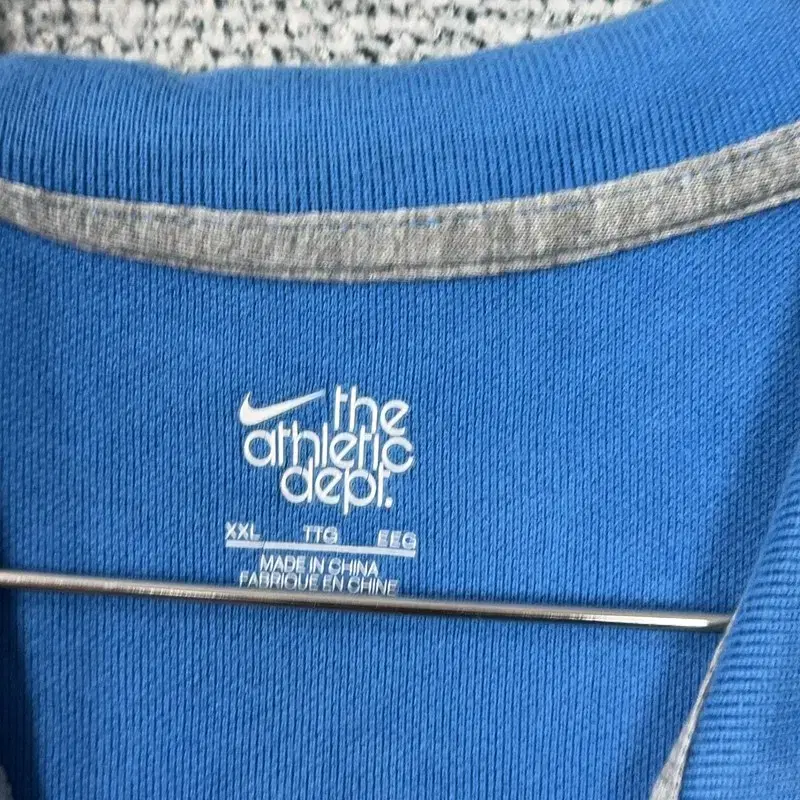 the
athletic
dept.
XXL TTG EEG
MADE IN CHINA
FABRIQUE EN CHINE